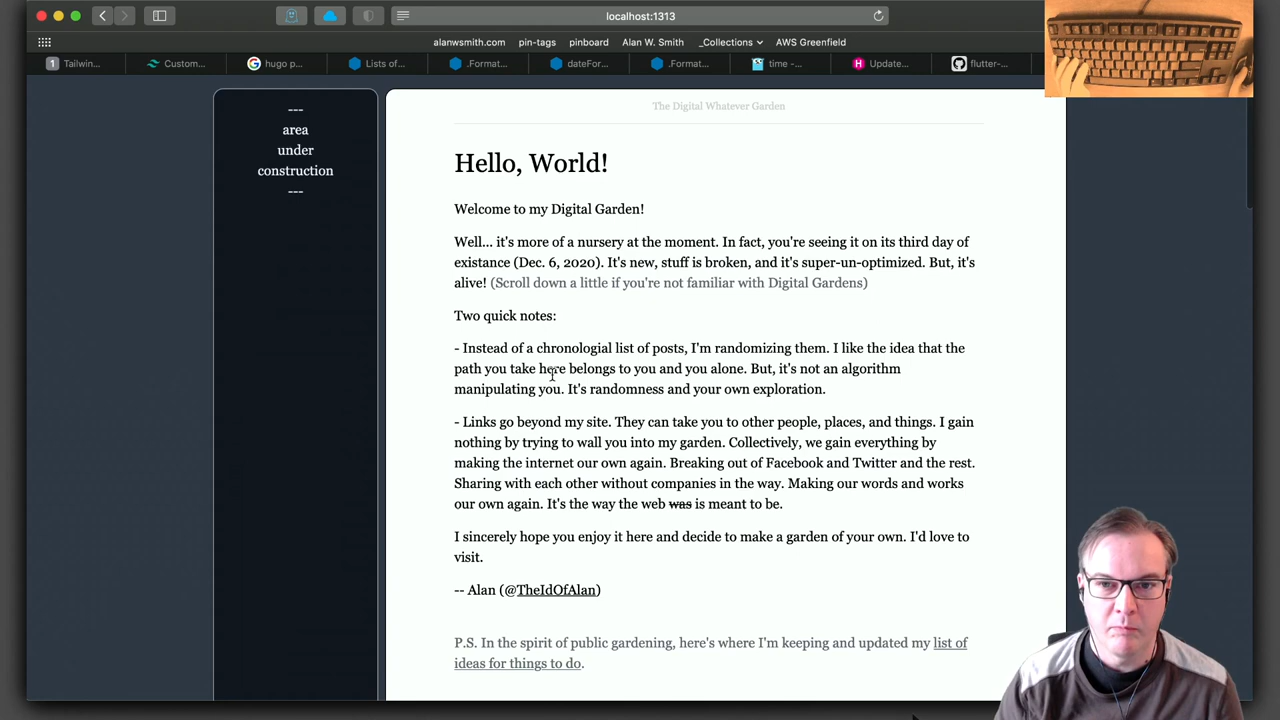 localhost:1313
alanwsmith.com pin-tags pinboard Alan W. Smith _Collections AWS Greenfield
1 Tailwin... Custom... hugo p... Lists of... .Format... dateFor... .Format... time -... H Update... flutter-...
---
area
under
construction
---
The Digital Whatever Garden
Hello, World!
Welcome to my Digital Garden!
Well... it's more of a nursery at the moment. In fact, you're seeing it on its third day of
existance (Dec. 6, 2020). It's new, stuff is broken, and it's super-un-optimized. But, it's
alive! (Scroll down a little if you're not familiar with Digital Gardens)
Two quick notes:
- Instead of a chronologial list of posts, I'm randomizing them. I like the idea that the
path you take here belongs to you and you alone. But, it's not an algorithm
manipulating you. It's randomness and your own exploration.
- Links go beyond my site. They can take you to other people, places, and things. I gain
nothing by trying to wall you into my garden. Collectively, we gain everything by
making the internet our own again. Breaking out of Facebook and Twitter and the rest.
Sharing with each other without companies in the way. Making our words and works
our own again. It's the way the web was is meant to be.
I sincerely hope you enjoy it here and decide to make a garden of your own. I'd love to
visit.
-- Alan (@TheIdOfAlan)
P.S. In the spirit of public gardening, here's where I'm keeping and updated my list of
ideas for things to do.